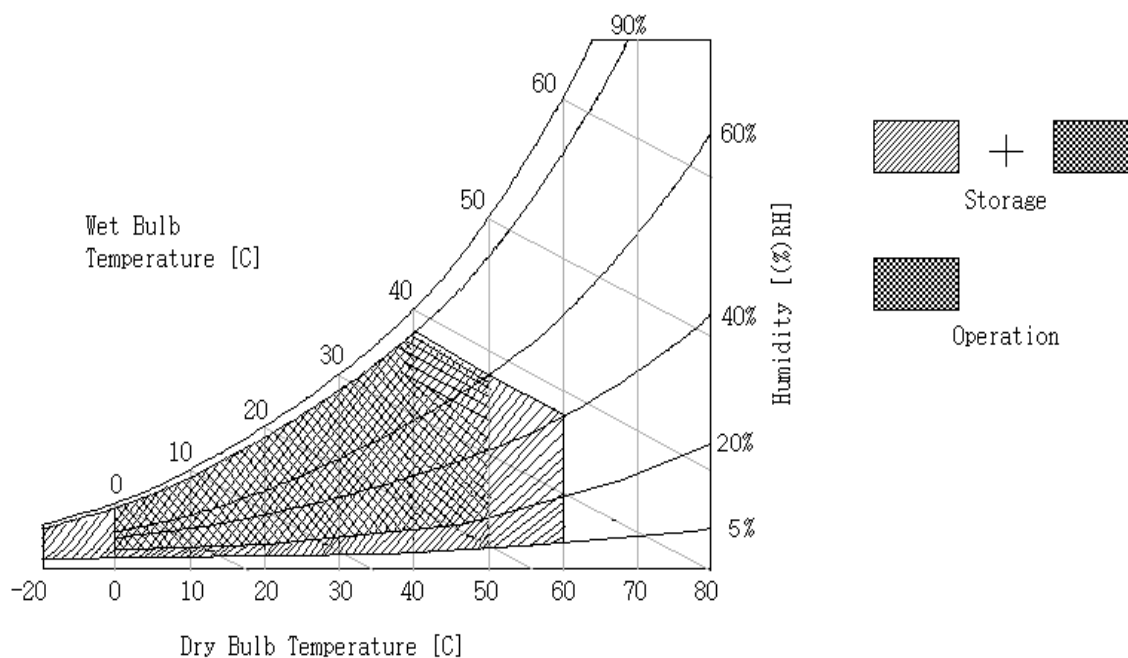 90%
60
60%
50
Storage
Wet Bulb
Temperature [C]
40
40%
Humidity [(%)RH]
Operation
30
20
10
20%
0
5%
-20 0 10 20 30 40 50 60 70 80
Dry Bulb Temperature [C]